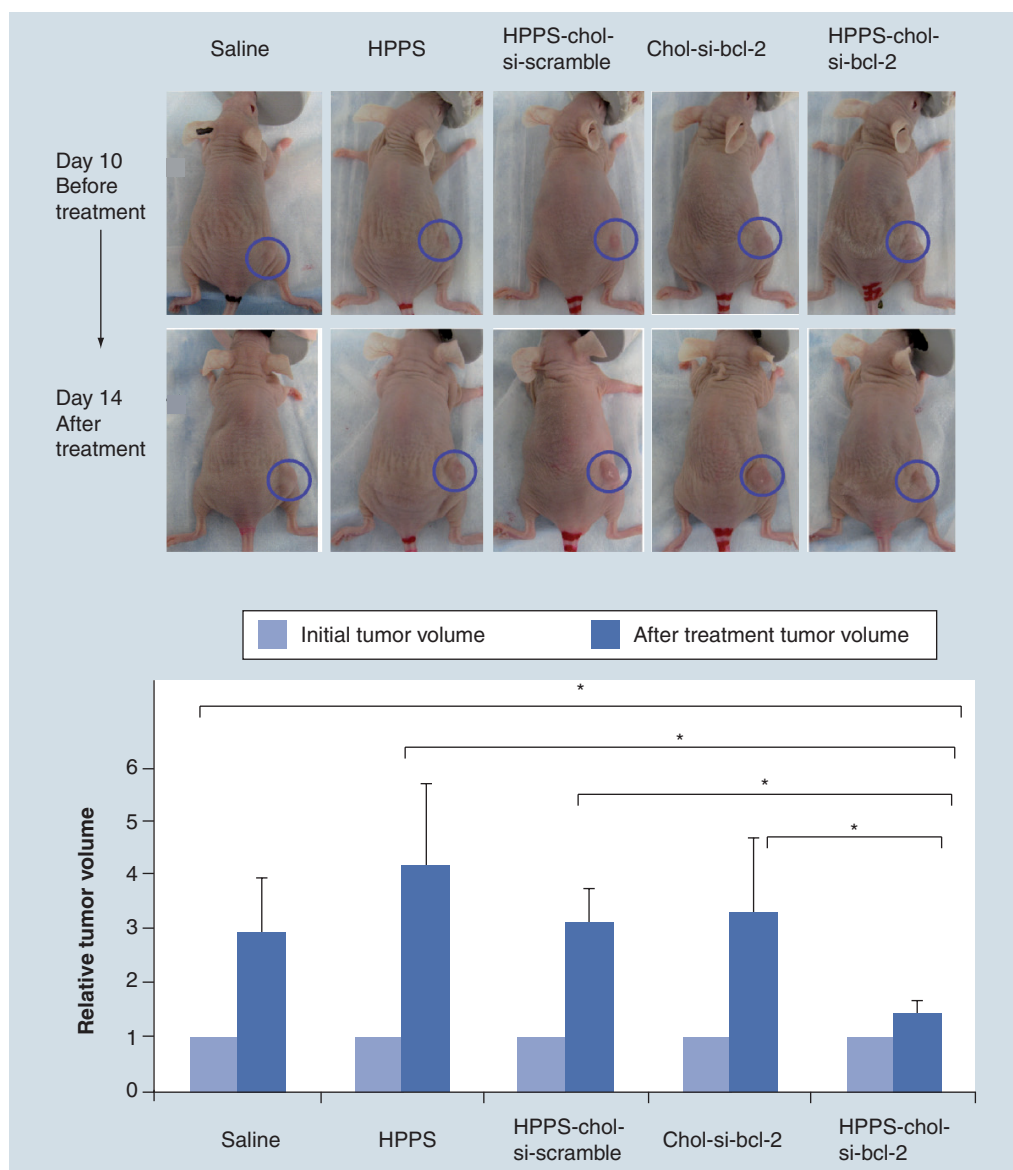 Saline
HPPS
HPPS-chol-
si-scramble
Chol-si-bcl-2
HPPS-chol-
si-bcl-2
Day 10
Before
treatment
Day 14
After
treatment
Initial tumor volume
After treatment tumor volume
*
*
*
*
Relative tumor volume
6
5
4
3
2
1
0
Saline
HPPS
HPPS-chol-
si-scramble
Chol-si-bcl-2
HPPS-chol-
si-bcl-2